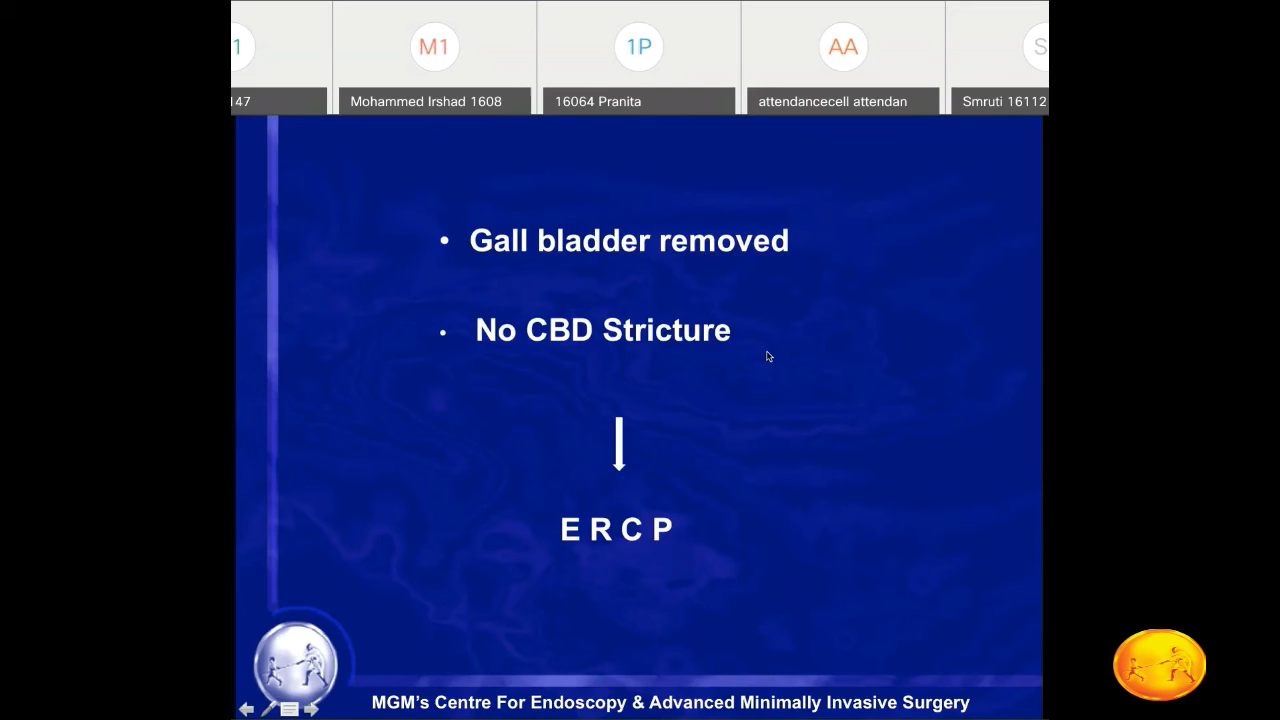 1
M1
1P
AA
S
147
Mohammed Irshad 1608
16064 Pranita
attendancecell attendan
Smruti 16112
• Gall bladder removed
• No CBD Stricture
E R C P
MGM's Centre For Endoscopy & Advanced Minimally Invasive Surgery